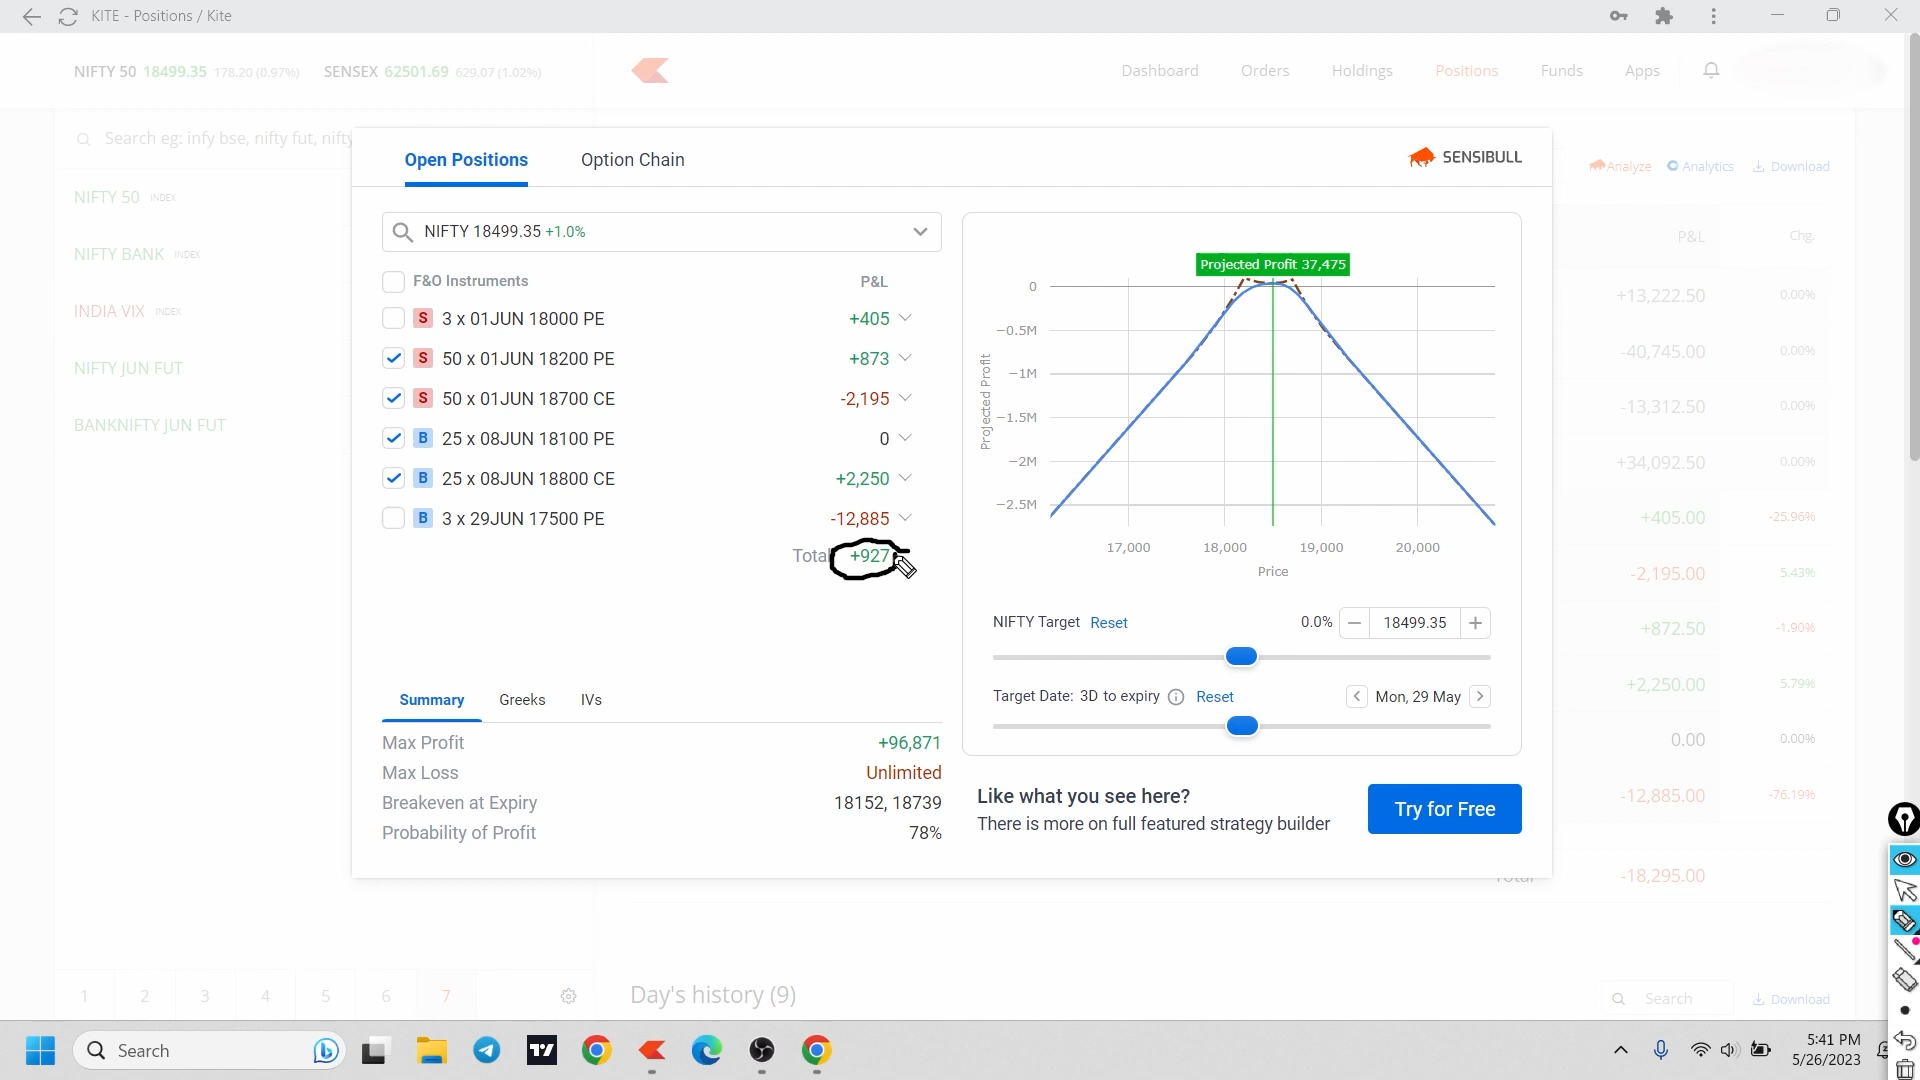 KITE - Positions / Kite
NIFTY 50 18499.35 178.20 (0.97%) SENSEX 62501.69 629.07 (1.02%)
Dashboard Orders Holdings Positions Funds Apps
Search eg: infy bse, nifty fut, nifty
NIFTY 50 INDEX
NIFTY BANK INDEX
INDIA VIX INDEX
NIFTY JUN FUT
BANKNIFTY JUN FUT
1 2 3 4 5 6 7
Open Positions Option Chain SENSIBULL
NIFTY 18499.35 +1.0%
F&O Instruments P&L
S 3 x 01JUN 18000 PE +405
S 50 x 01JUN 18200 PE +873
S 50 x 01JUN 18700 CE -2,195
B 25 x 08JUN 18100 PE 0
B 25 x 08JUN 18800 CE +2,250
B 3 x 29JUN 17500 PE -12,885
Total +927
Summary Greeks IVs
Max Profit +96,871
Max Loss Unlimited
Breakeven at Expiry 18152, 18739
Probability of Profit 78%
Projected Profit 37,475
Projected Profit
0
−0.5M
−1M
−1.5M
−2M
−2.5M
17,000 18,000 19,000 20,000
Price
NIFTY Target Reset 0.0% 18499.35
Target Date: 3D to expiry Reset Mon, 29 May
Like what you see here?
There is more on full featured strategy builder
Try for Free
Analyze Analytics Download
P&L Chg.
+13,222.50 0.00%
-40,745.00 0.00%
-13,312.50 0.00%
+34,092.50 0.00%
+405.00 -25.96%
-2,195.00 5.43%
+872.50 -1.90%
+2,250.00 5.79%
0.00 0.00%
-12,885.00 -76.19%
Total -18,295.00
Day's history (9) Search Download
Search
5:41 PM
5/26/2023